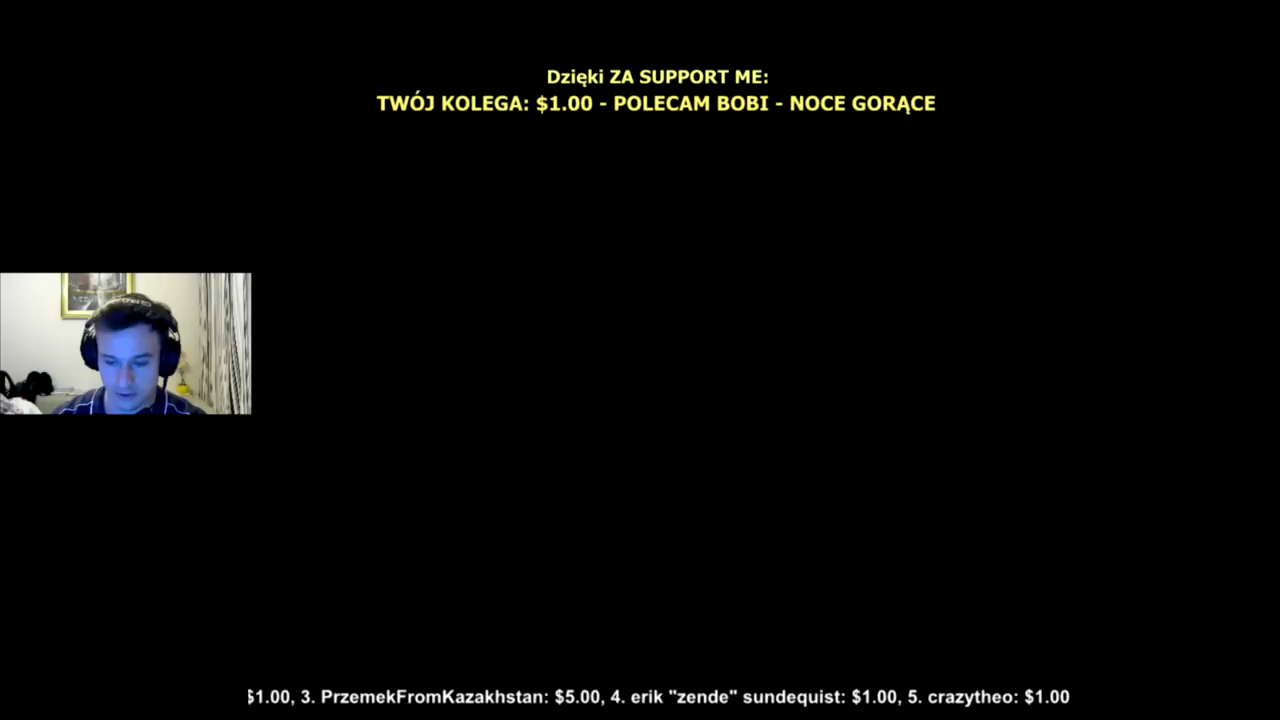 Dzięki ZA SUPPORT ME:
TWÓJ KOLEGA: $1.00 - POLECAM BOBI - NOCE GORĄCE
$1.00, 3. PrzemekFromKazakhstan: $5.00, 4. erik "zende" sundequist: $1.00, 5. crazytheo: $1.00